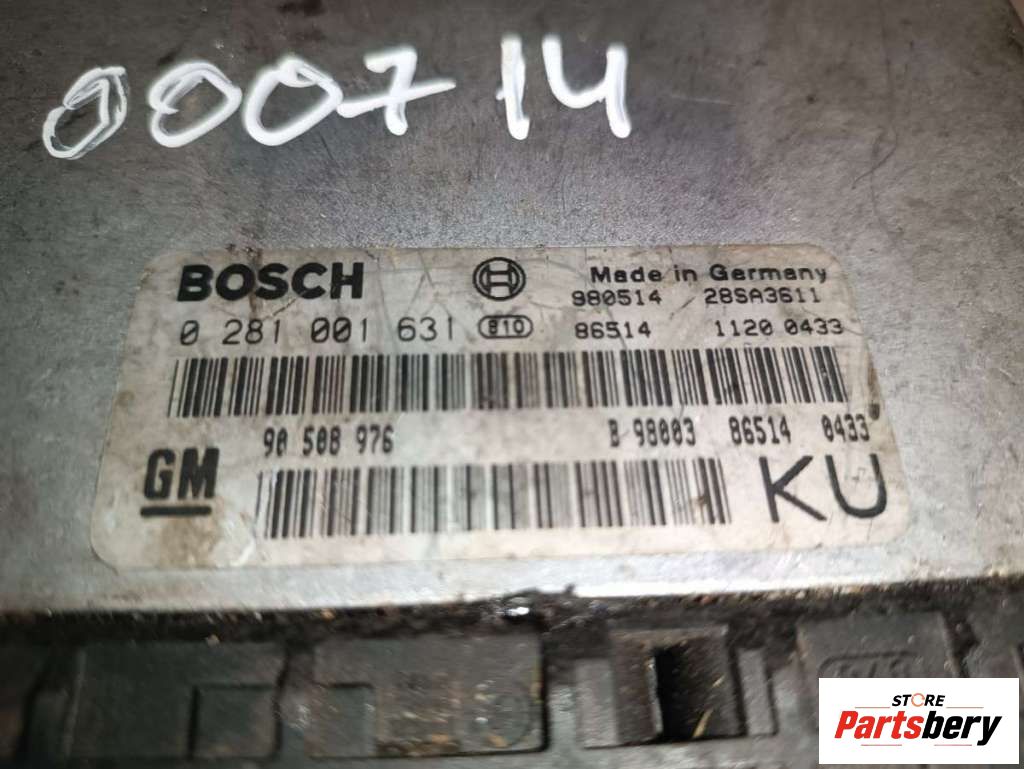 000714
BOSCH Made in Germany
980514 28SA3611
0 281 001 631 810 86514 1120 0433
90 508 976 B 98003 86514 0433
GM KU
STORE
Partsbery